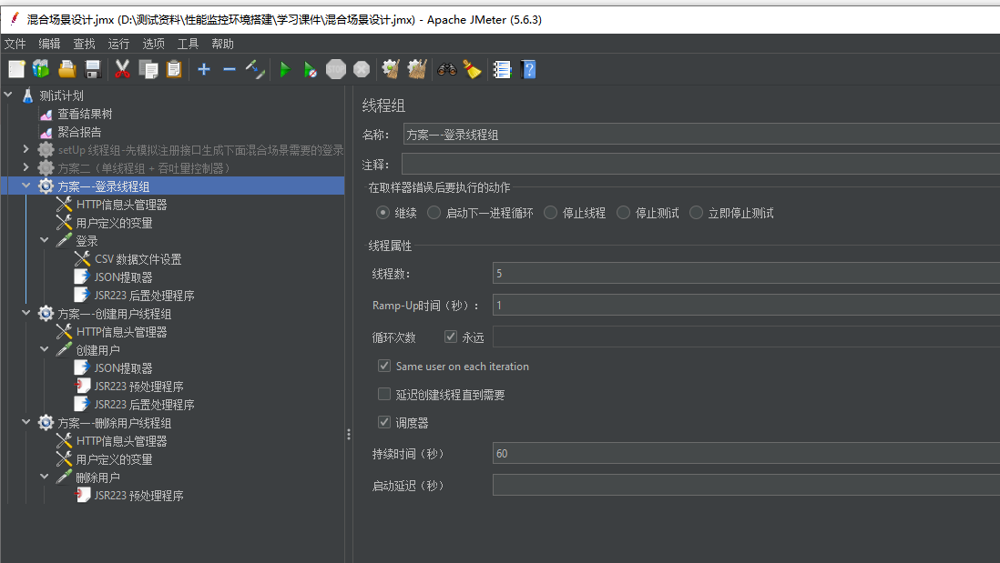 混合场景设计.jmx (D:\测试资料\性能监控环境搭建\学习课件\混合场景设计.jmx) - Apache JMeter (5.6.3)
文件 编辑 查找 运行 选项 工具 帮助
STOP
测试计划
查看结果树
聚合报告
setUp 线程组-先模拟注册接口生成下面混合场景需要的登录
方案二（单线程组 + 吞吐量控制器）
方案一-登录线程组
HTTP信息头管理器
用户定义的变量
登录
CSV 数据文件设置
JSON提取器
JSR223 后置处理程序
方案一-创建用户线程组
HTTP信息头管理器
创建用户
JSON提取器
JSR223 预处理程序
JSR223 后置处理程序
方案一-删除用户线程组
HTTP信息头管理器
用户定义的变量
删除用户
JSR223 预处理程序
线程组
名称： 方案一-登录线程组
注释：
在取样器错误后要执行的动作
继续 启动下一进程循环 停止线程 停止测试 立即停止测试
线程属性
线程数： 5
Ramp-Up时间（秒）： 1
循环次数 永远
Same user on each iteration
延迟创建线程直到需要
调度器
持续时间（秒） 60
启动延迟（秒）